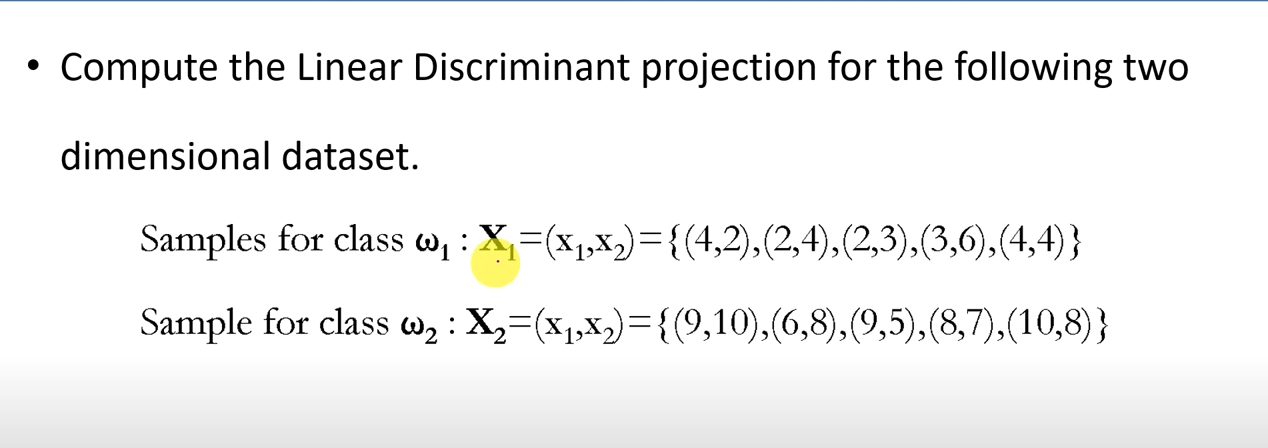 • Compute the Linear Discriminant projection for the following two
dimensional dataset.
Samples for class ω₁ : X₁=(x₁,x₂)={(4,2),(2,4),(2,3),(3,6),(4,4)}
Sample for class ω₂ : X₂=(x₁,x₂)={(9,10),(6,8),(9,5),(8,7),(10,8)}